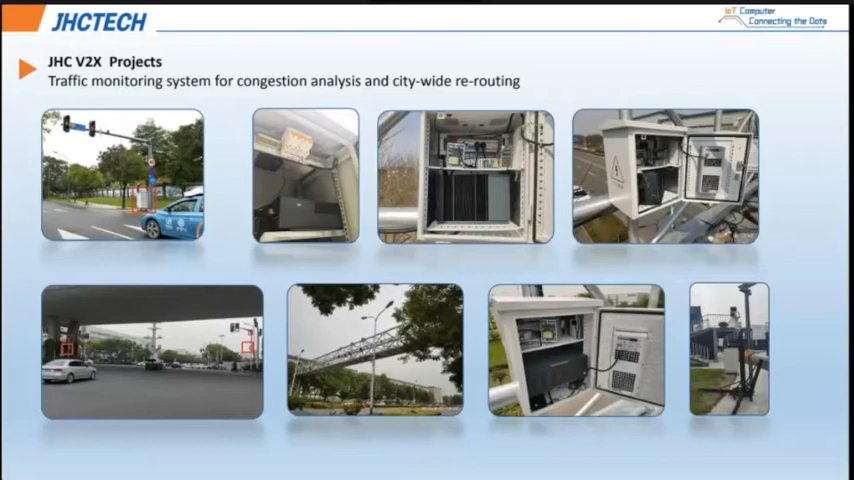 JHCTECH
IoT Computer
Connecting the Dots
JHC V2X Projects
Traffic monitoring system for congestion analysis and city-wide re-routing